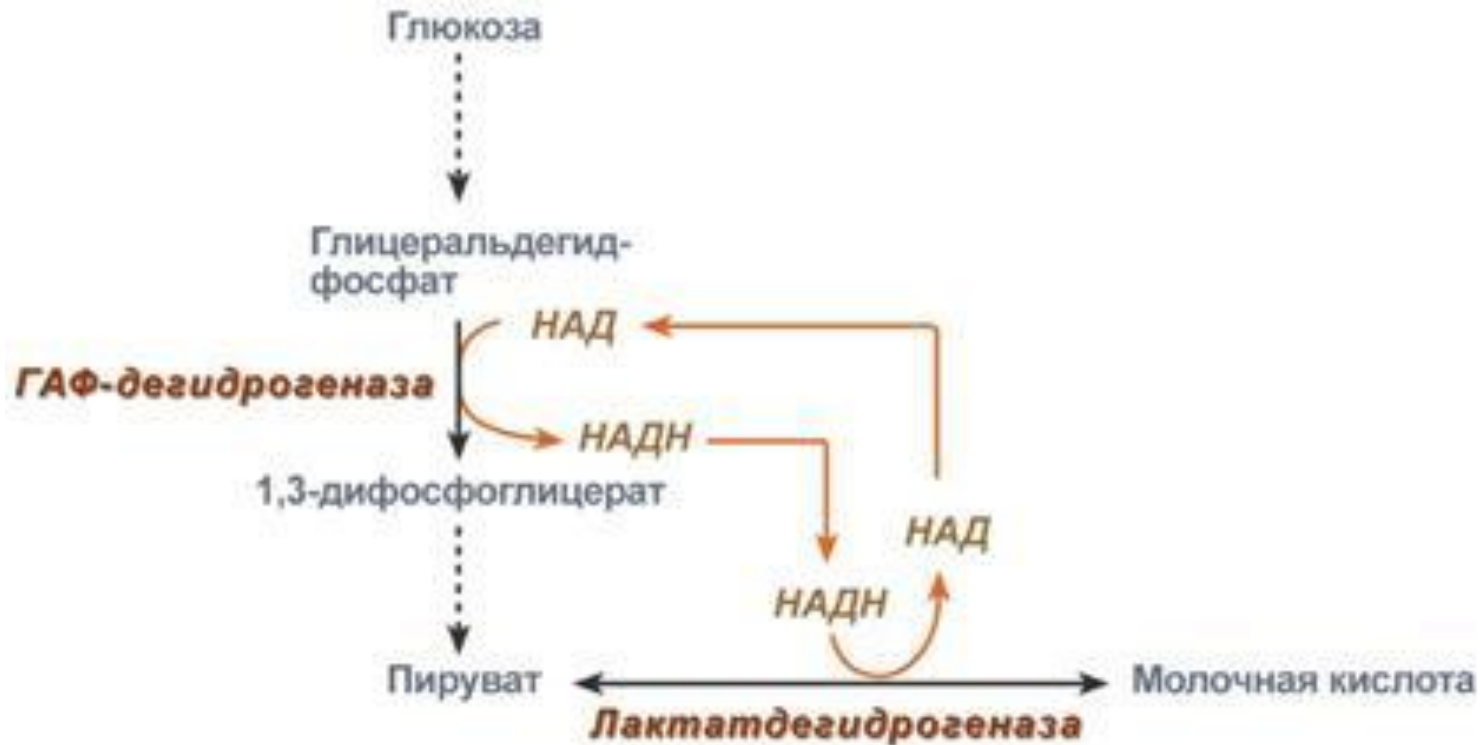 Глюкоза
Глицеральдегид-
фосфат
НАД
ГАФ-дегидрогеназа
НАДН
1,3-дифосфоглицерат
НАД
НАДН
Пируват
Молочная кислота
Лактатдегидрогеназа